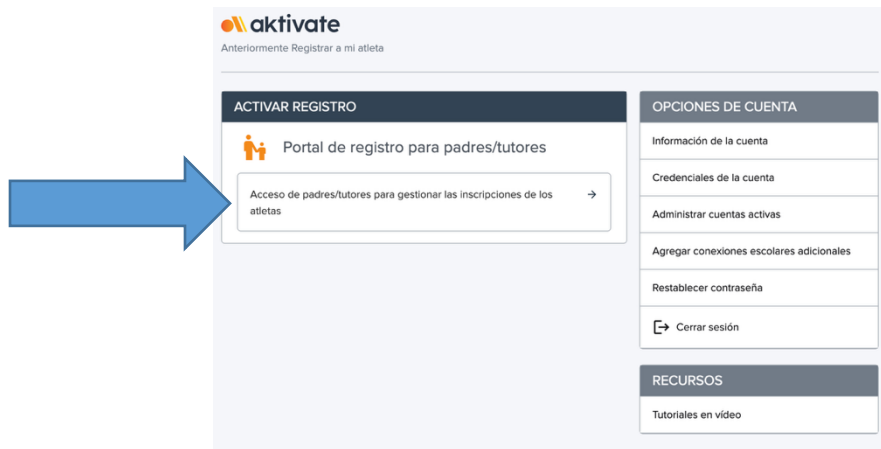 aktivate
Anteriormente Registrar a mi atleta
ACTIVAR REGISTRO
Portal de registro para padres/tutores
Acceso de padres/tutores para gestionar las inscripciones de los
atletas
OPCIONES DE CUENTA
Información de la cuenta
Credenciales de la cuenta
Administrar cuentas activas
Agregar conexiones escolares adicionales
Restablecer contraseña
Cerrar sesión
RECURSOS
Tutoriales en vídeo